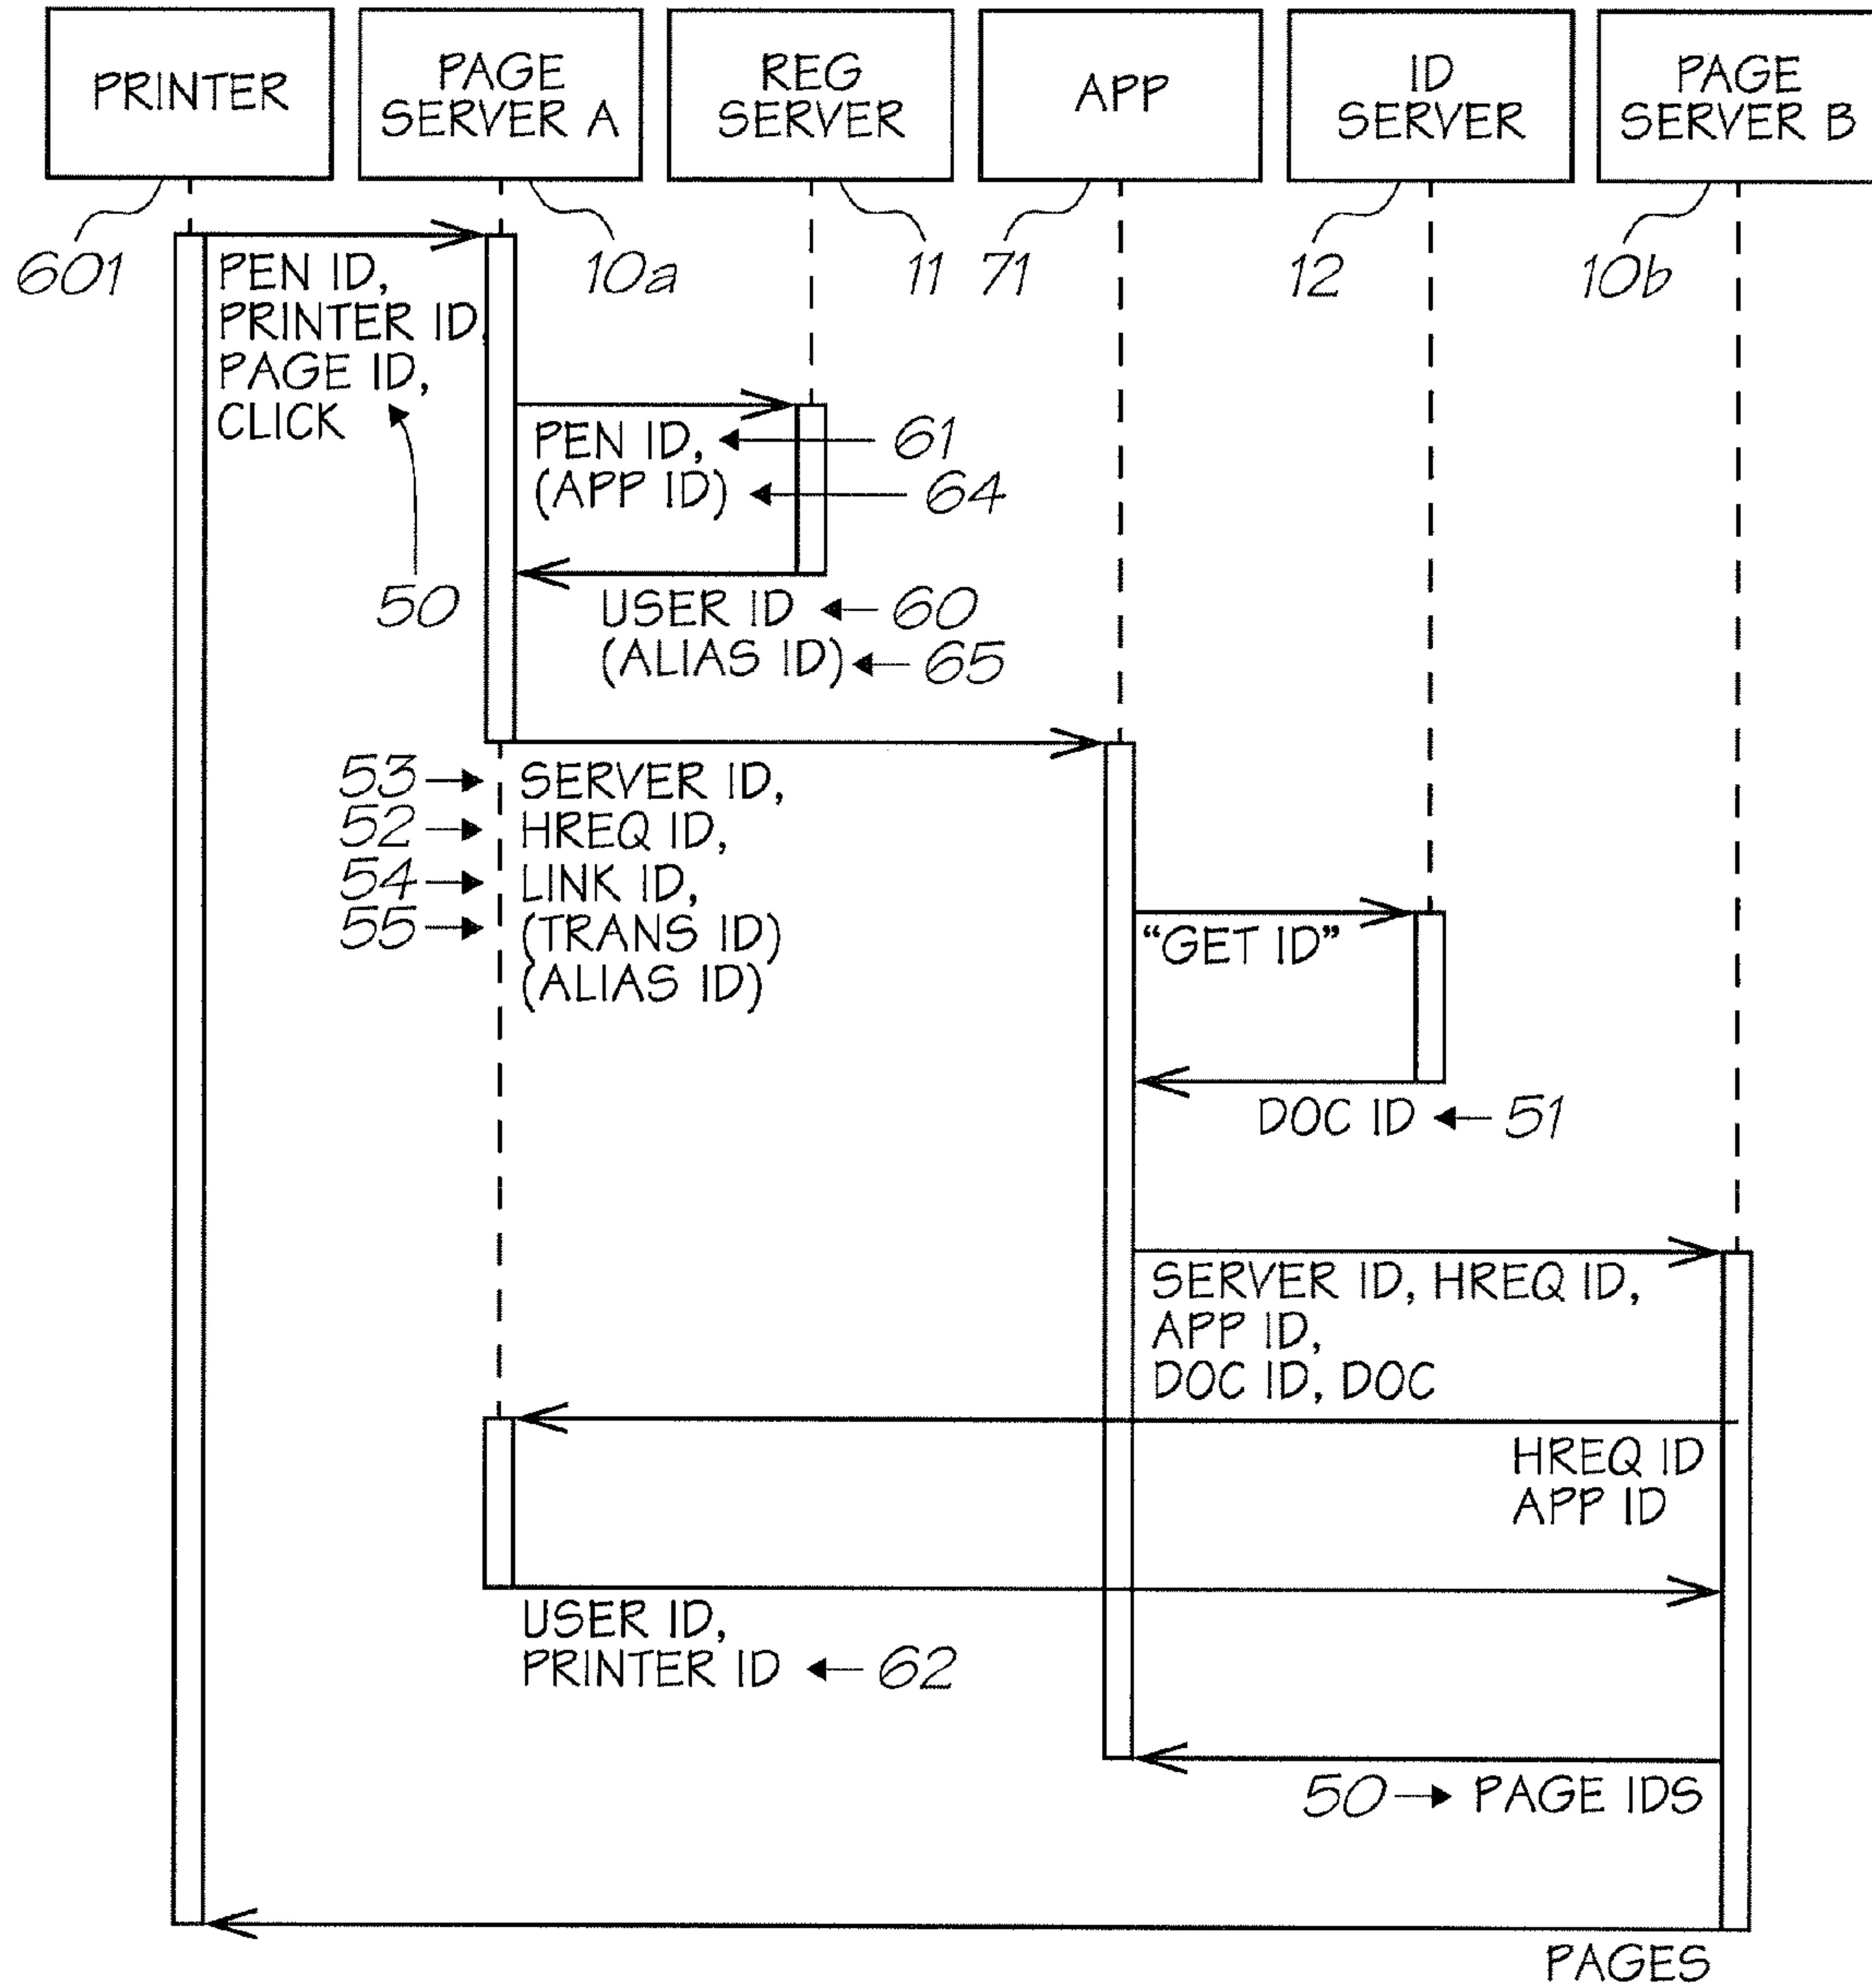 PRINTER
PAGE
SERVER A
REG
SERVER
APP
ID
SERVER
PAGE
SERVER B
601
10a
11
71
12
10b
PEN ID,
PRINTER ID,
PAGE ID,
CLICK
50
PEN ID,
61
(APP ID)
64
USER ID
60
(ALIAS ID)
65
53
SERVER ID,
52
HREQ ID,
54
LINK ID,
55
(TRANS ID)
(ALIAS ID)
“GET ID”
DOC ID
51
SERVER ID, HREQ ID,
APP ID,
DOC ID, DOC
HREQ ID
APP ID
USER ID,
PRINTER ID
62
50
PAGE IDS
PAGES